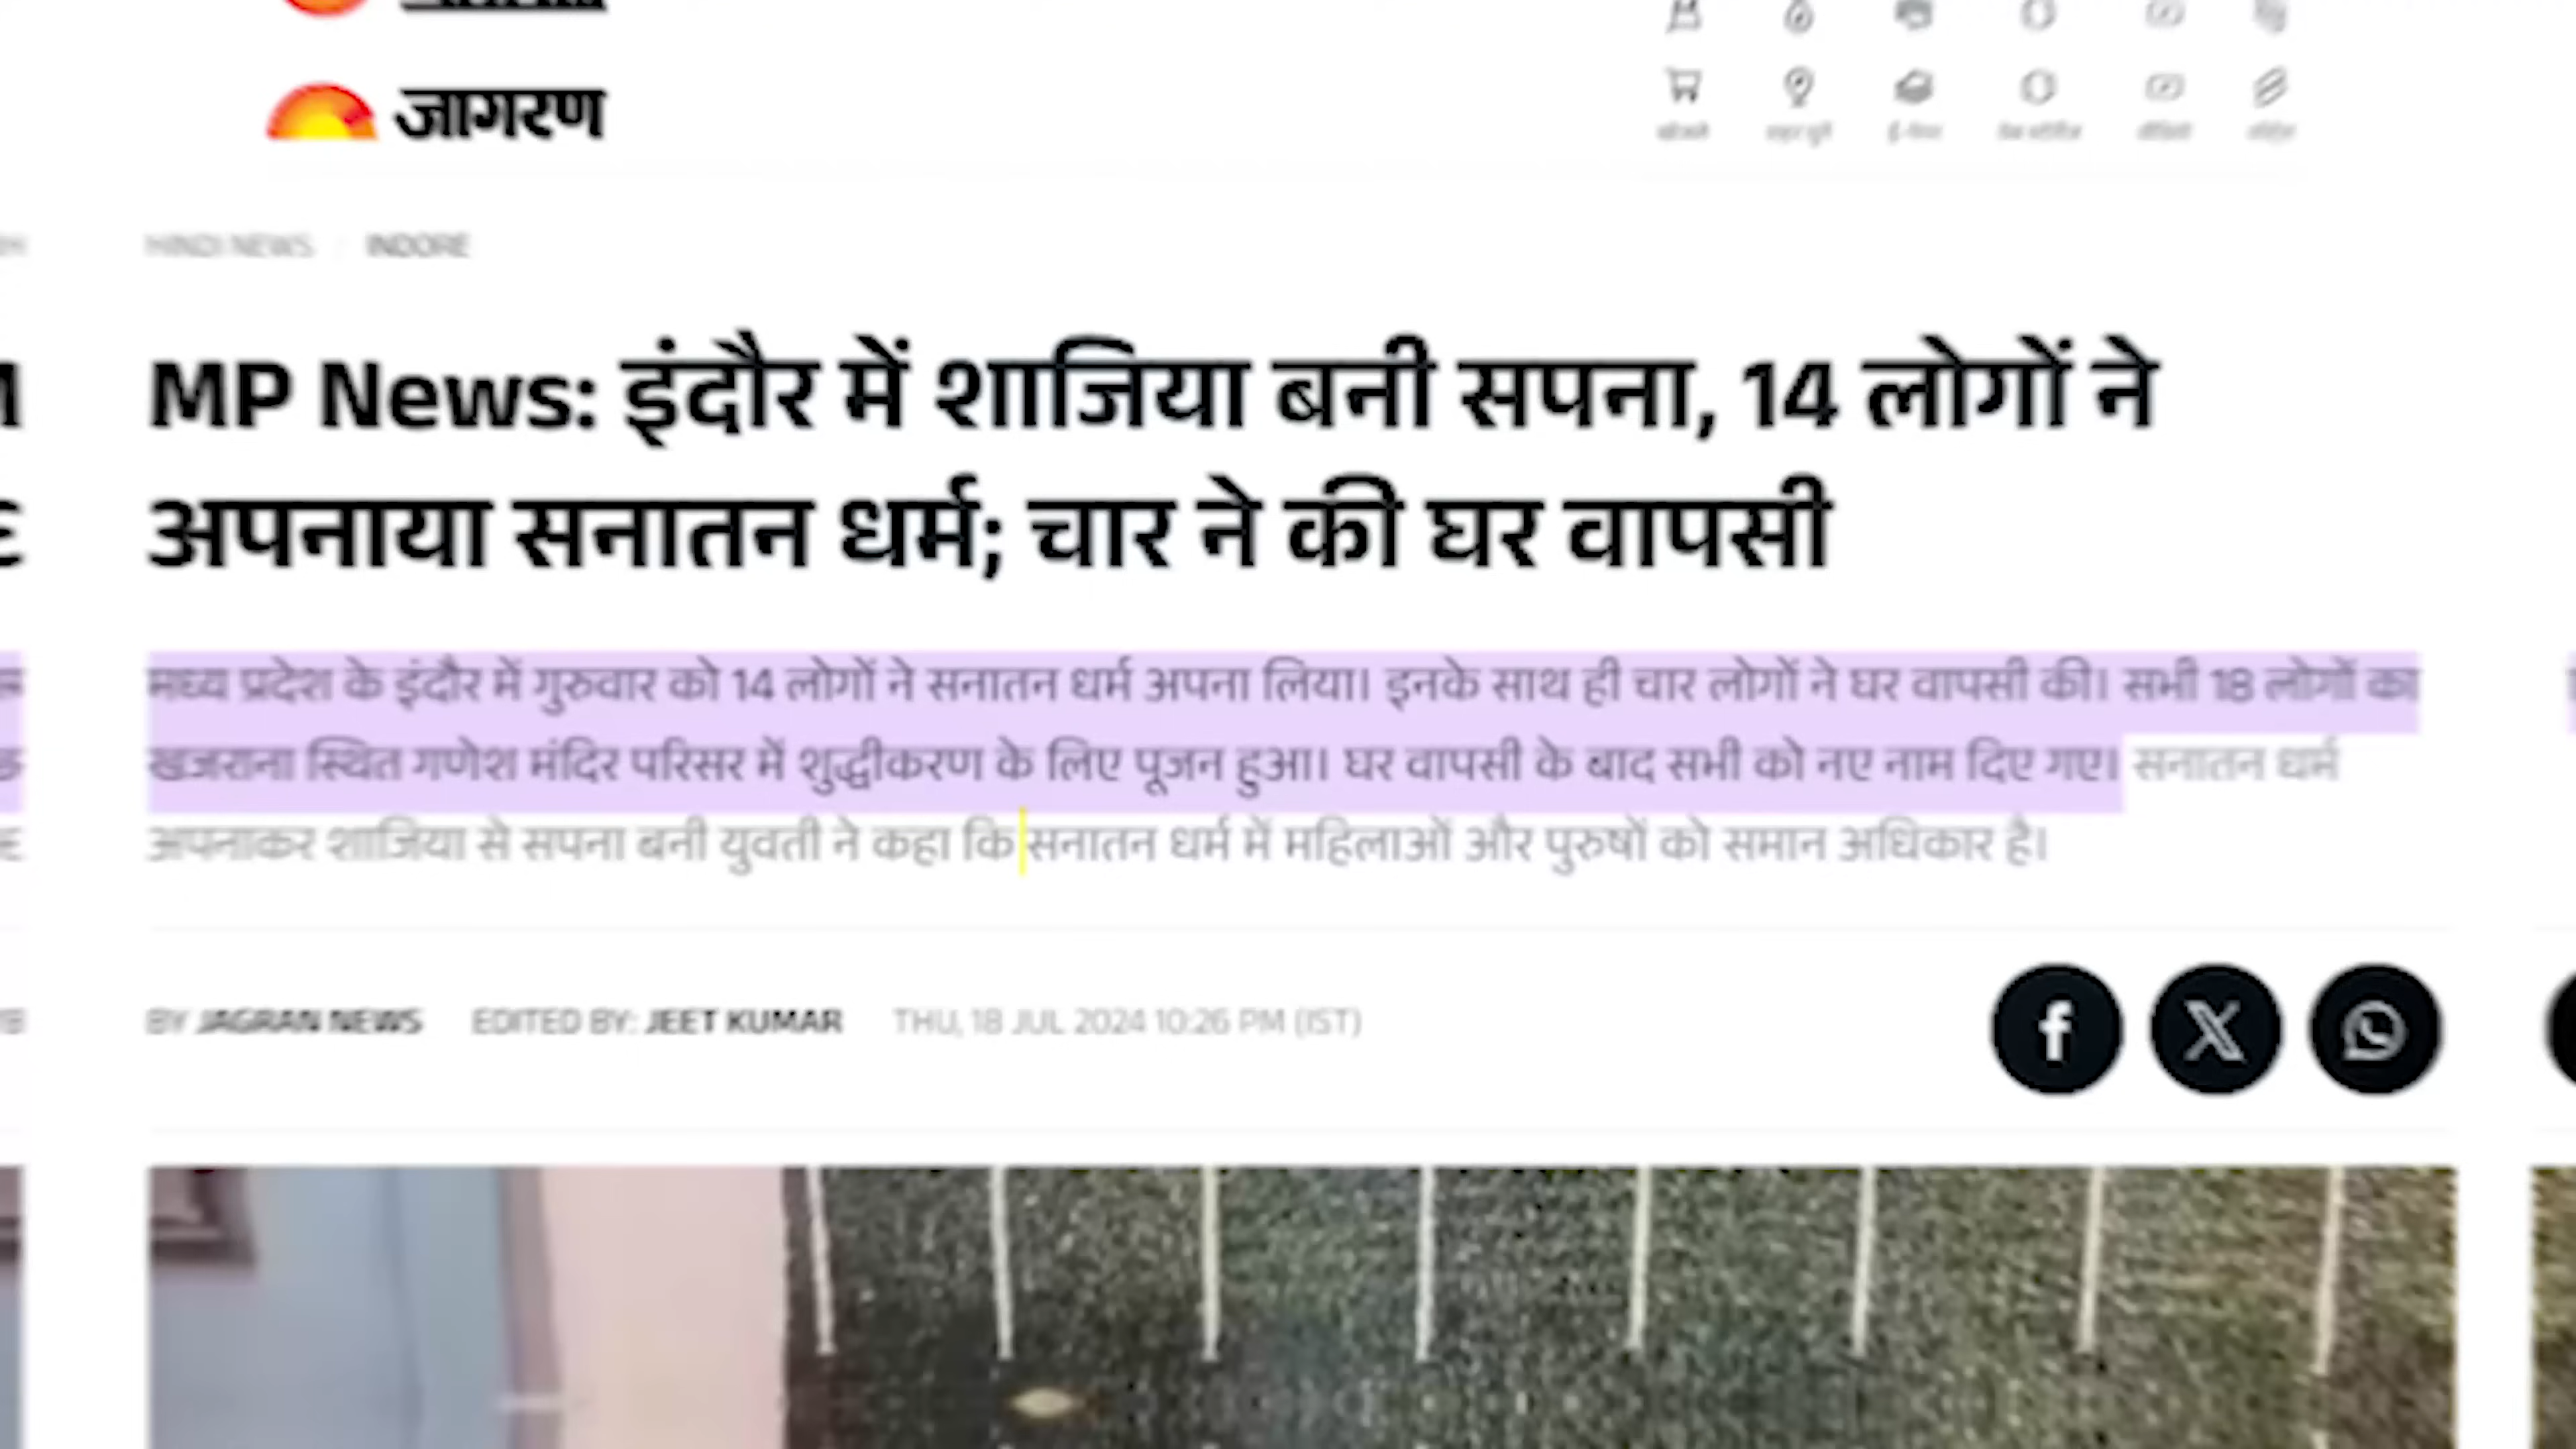 जागरण
HINDI NEWS / INDORE
MP News: इंदौर में शाजिया बनी सपना, 14 लोगों ने
अपनाया सनातन धर्म; चार ने की घर वापसी
मध्य प्रदेश के इंदौर में गुरुवार को 14 लोगों ने सनातन धर्म अपना लिया। इनके साथ ही चार लोगों ने घर वापसी की। सभी 18 लोगों का
खजराना स्थित गणेश मंदिर परिसर में शुद्धीकरण के लिए पूजन हुआ। घर वापसी के बाद सभी को नए नाम दिए गए। सनातन धर्म
अपनाकर शाजिया से सपना बनी युवती ने कहा कि सनातन धर्म में महिलाओं और पुरुषों को समान अधिकार है।
BY JAGRAN NEWS EDITED BY: JEET KUMAR THU, 18 JUL 2024 10:26 PM (IST)